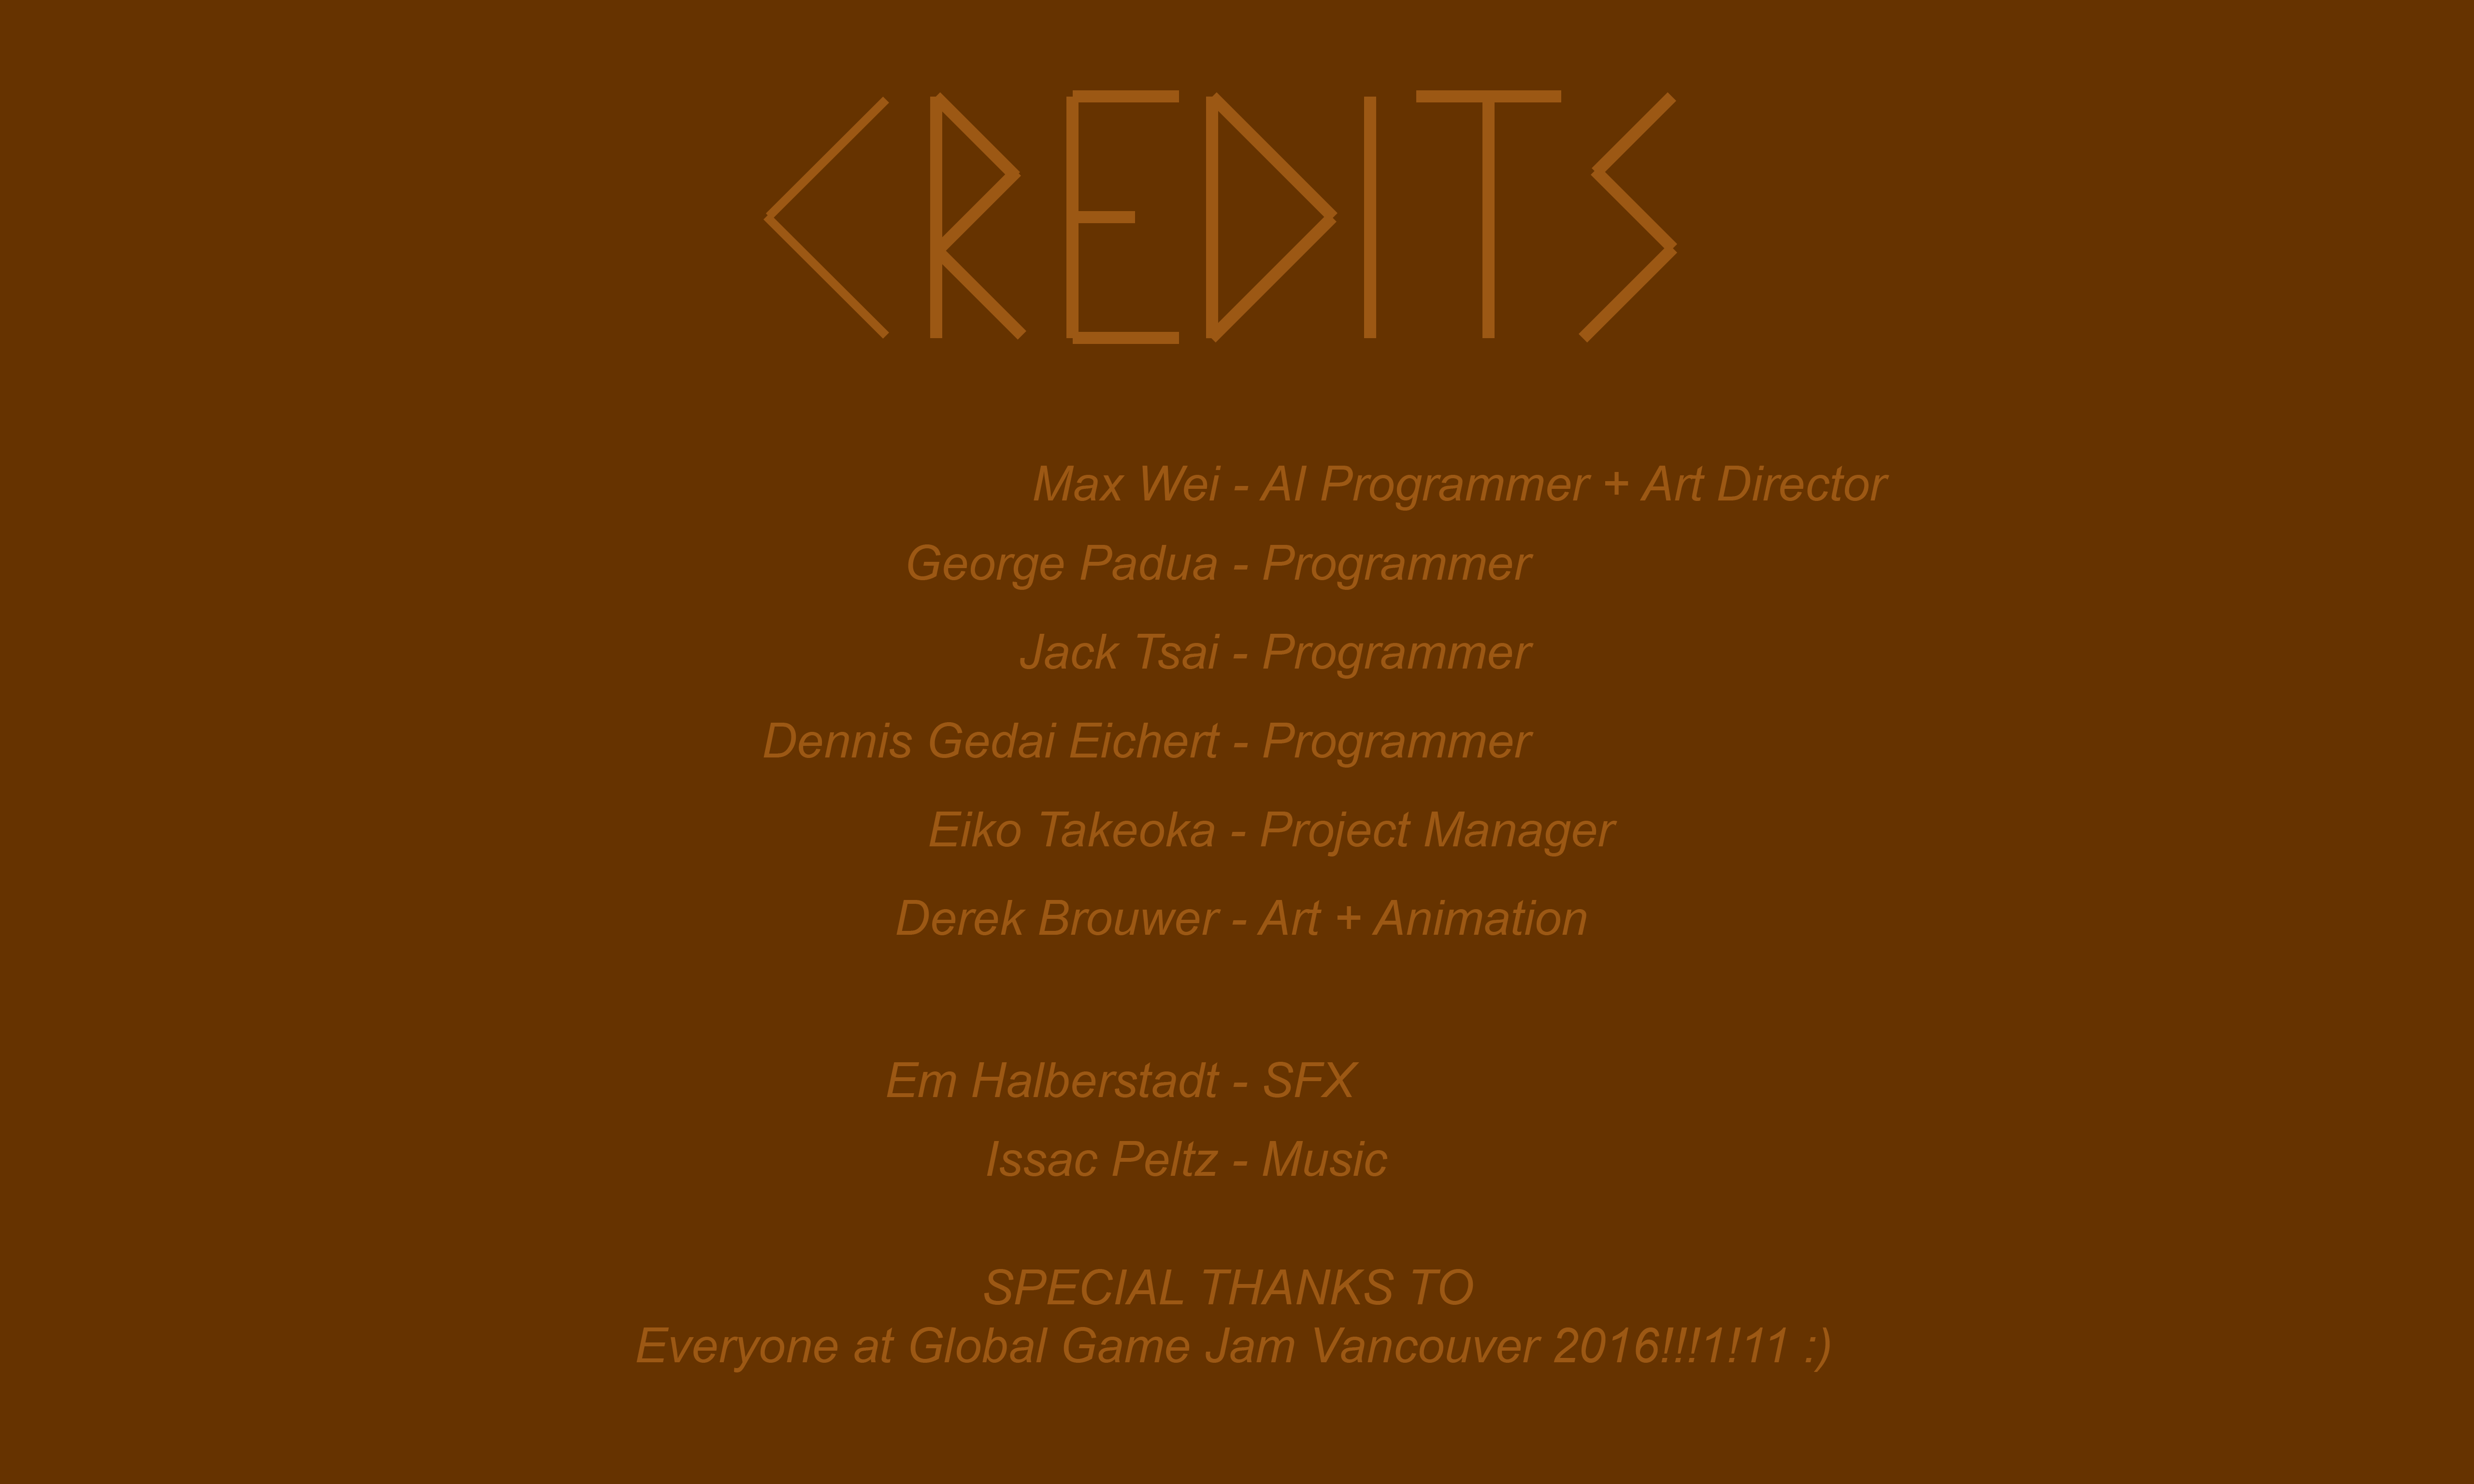 CREDITS
Max Wei - AI Programmer + Art Director
George Padua - Programmer
Jack Tsai - Programmer
Dennis Gedai Eichert - Programmer
Eiko Takeoka - Project Manager
Derek Brouwer - Art + Animation
Em Halberstadt - SFX
Issac Peltz - Music
SPECIAL THANKS TO
Everyone at Global Game Jam Vancouver 2016!!!1!11 :)